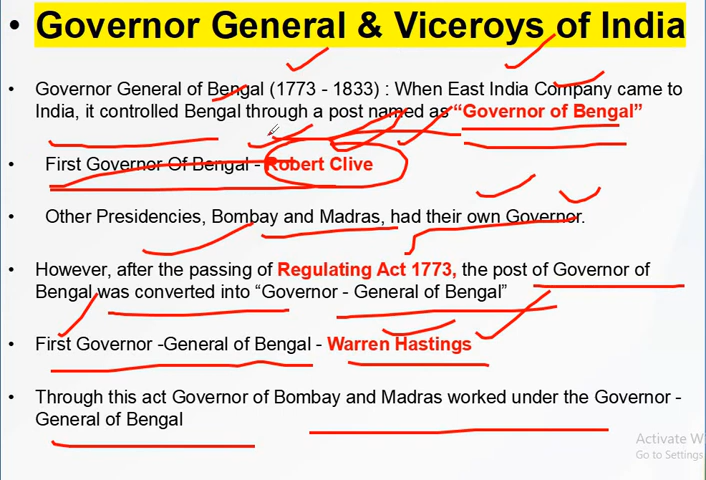 • Governor General & Viceroys of India
• Governor General of Bengal (1773 - 1833) : When East India Company came to
India, it controlled Bengal through a post named as “Governor of Bengal”
• First Governor Of Bengal - Robert Clive
• Other Presidencies, Bombay and Madras, had their own Governor.
• However, after the passing of Regulating Act 1773, the post of Governor of
Bengal was converted into “Governor - General of Bengal”
• First Governor -General of Bengal - Warren Hastings
• Through this act Governor of Bombay and Madras worked under the Governor -
General of Bengal
Activate W
Go to Settings